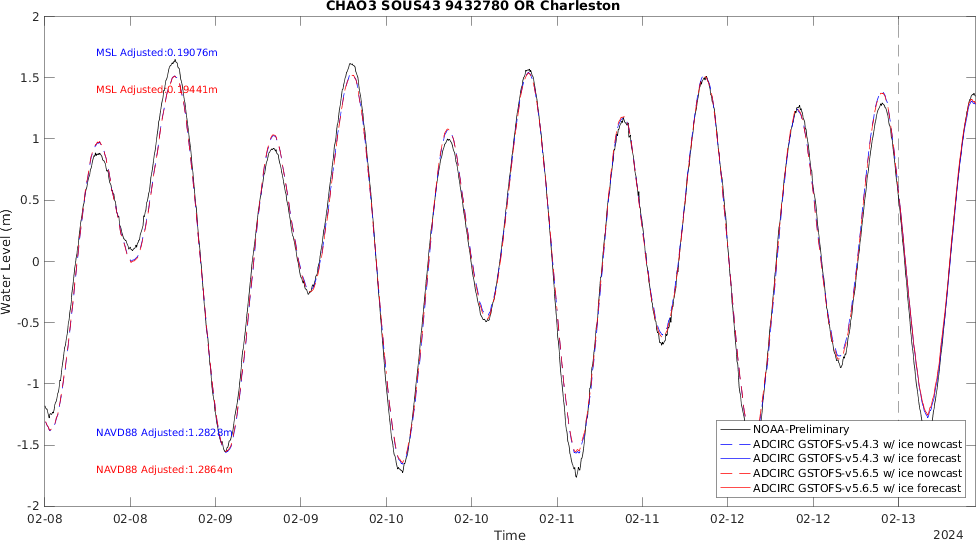 CHAO3 SOUS43 9432780 OR Charleston
2
1.5
1
0.5
0
-0.5
-1
-1.5
-2
Water Level (m)
MSL Adjusted:0.19076m
MSL Adjusted:0.19441m
NAVD88 Adjusted:1.2828m
NAVD88 Adjusted:1.2864m
NOAA-Preliminary
ADCIRC GSTOFS-v5.4.3 w/ ice nowcast
ADCIRC GSTOFS-v5.4.3 w/ ice forecast
ADCIRC GSTOFS-v5.6.5 w/ ice nowcast
ADCIRC GSTOFS-v5.6.5 w/ ice forecast
02-08 02-08 02-09 02-09 02-10 02-10 02-11 02-11 02-12 02-12 02-13
Time
2024